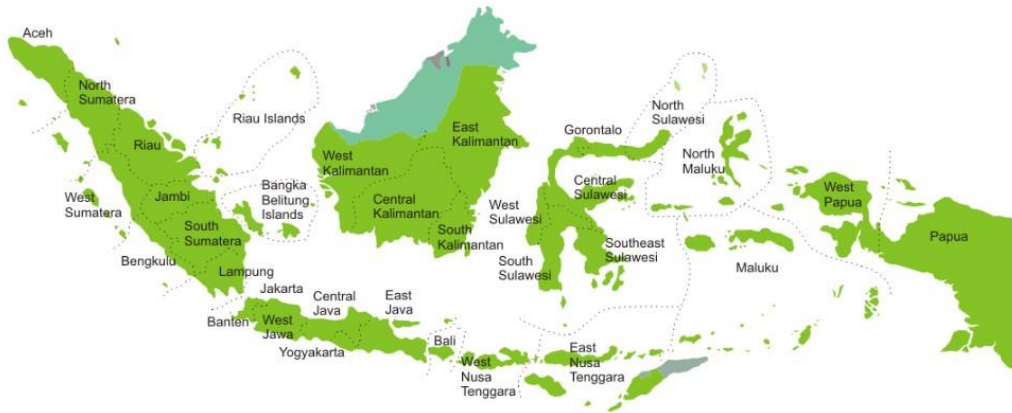 Aceh
North
Sumatera
Riau Islands
Riau
West
Sumatera
Jambi
Bangka
Belitung
Islands
South
Sumatera
Bengkulu
Lampung
Jakarta
Banten
West
Jawa
Central
Java
Yogyakarta
East
Java
Bali
West
Nusa
Tenggara
East
Nusa
Tenggara
West
Kalimantan
Central
Kalimantan
East
Kalimantan
South
Kalimantan
Gorontalo
North
Sulawesi
Central
Sulawesi
West
Sulawesi
South
Sulawesi
Southeast
Sulawesi
North
Maluku
Maluku
West
Papua
Papua